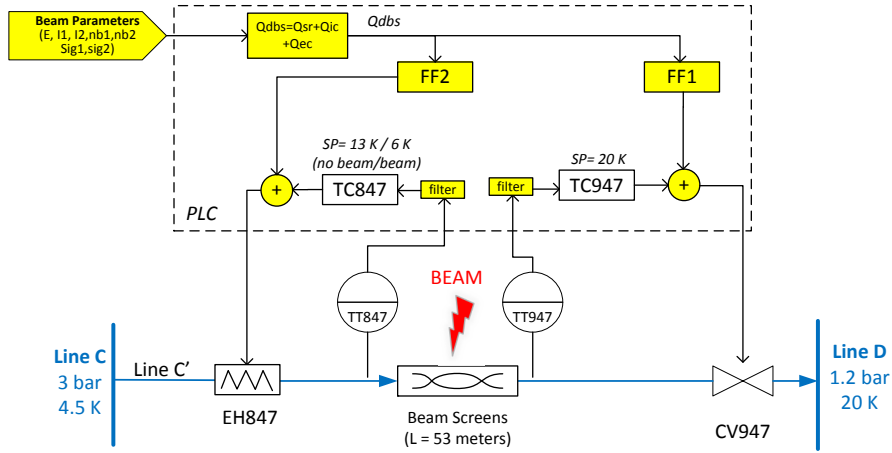 Beam Parameters
(E, I1, I2,nb1,nb2
Sig1,sig2)
Qdbs=Qsr+Qic
+Qec
Qdbs
FF2
FF1
SP= 13 K / 6 K
(no beam/beam)
SP= 20 K
TC847
filter
filter
TC947
+
+
PLC
TT847
BEAM
TT947
Line C
3 bar
4.5 K
Line C’
EH847
Beam Screens
(L = 53 meters)
CV947
Line D
1.2 bar
20 K